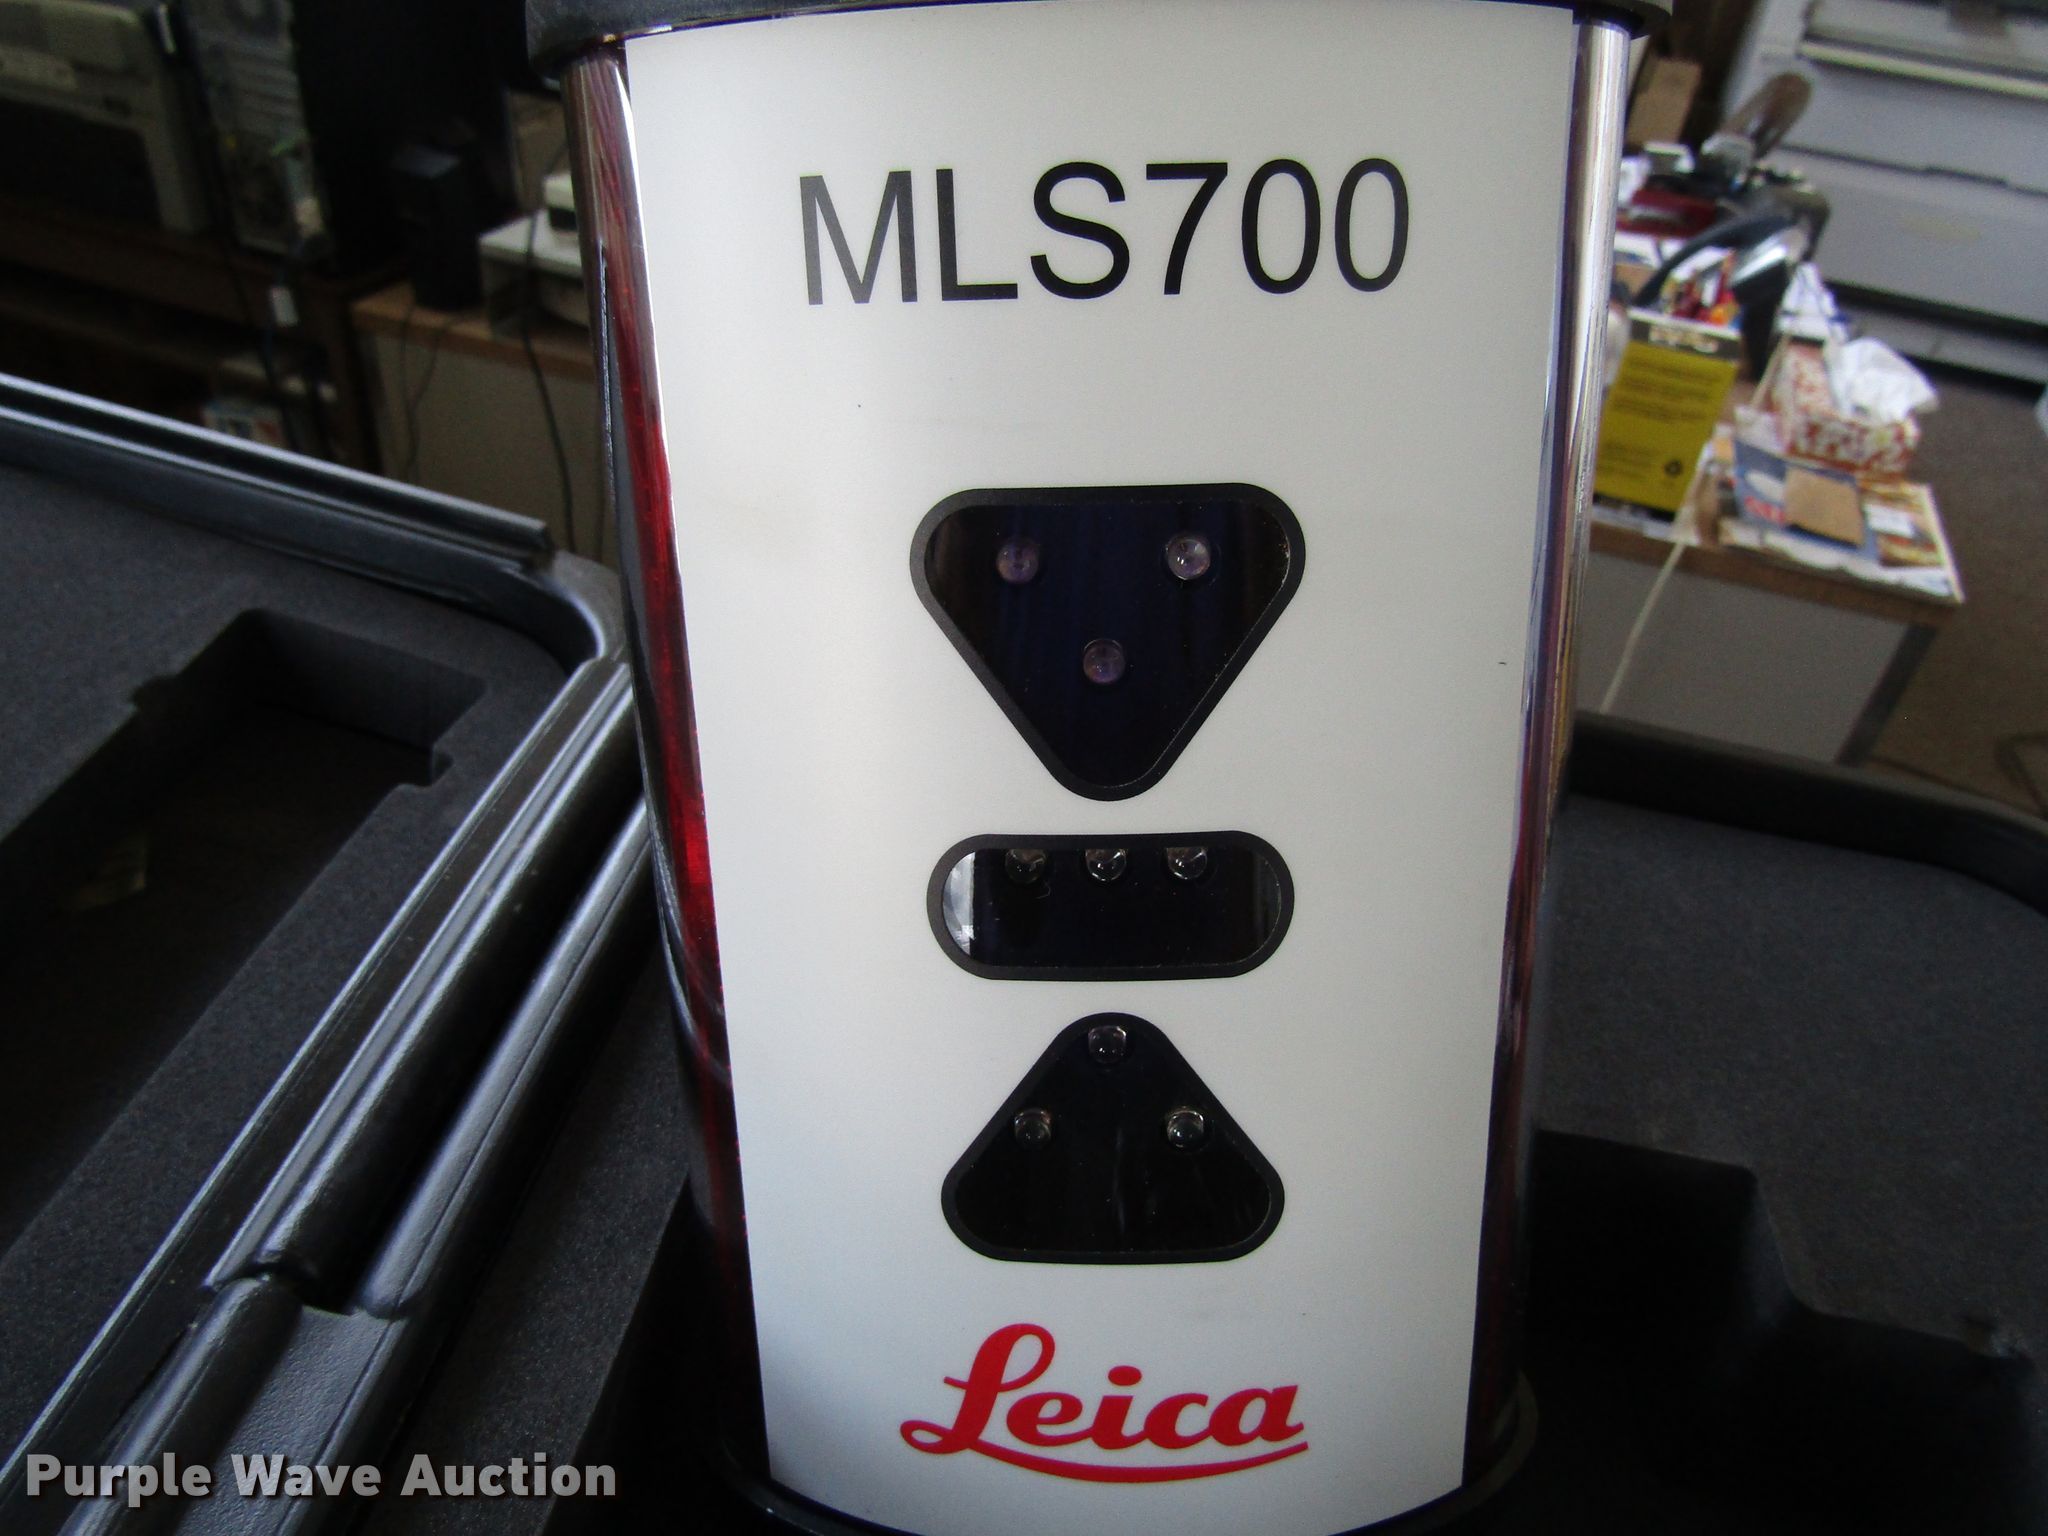 MLS700
Leica
Purple Wave Auction